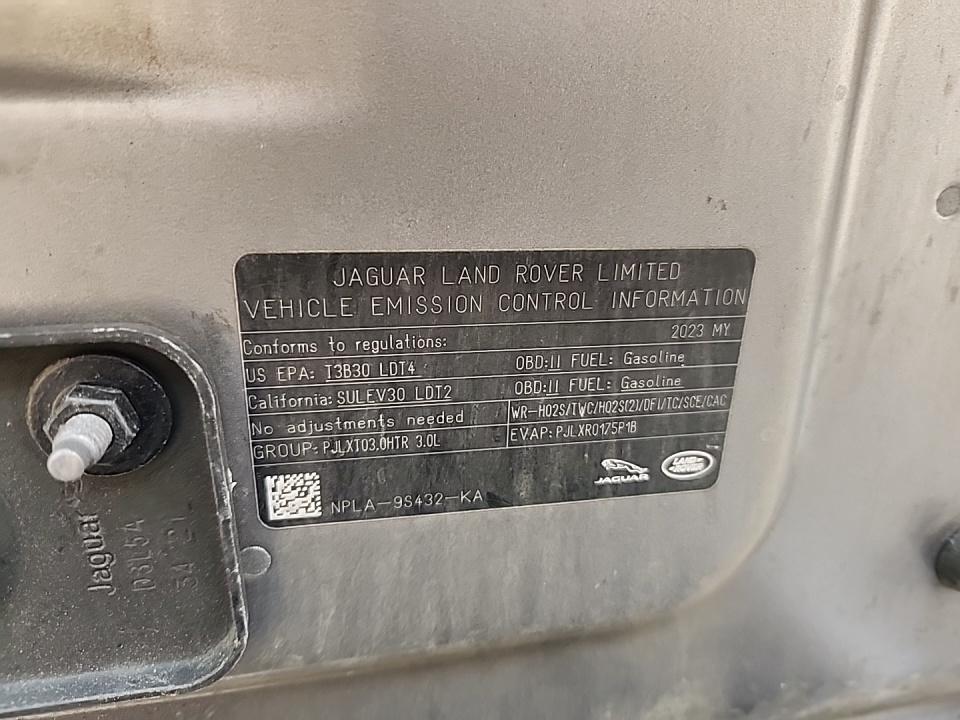 JAGUAR LAND ROVER LIMITED
VEHICLE EMISSION CONTROL INFORMATION
Conforms to regulations: 2023 MY
US EPA: T3B30 LDT4 OBD:II FUEL: Gasoline
California: SULEV30 LDT2 OBD:II FUEL: Gasoline
No adjustments needed WR-HO2S/TWC/HO2S(2)/DFI/TC/SCE/CAC
GROUP: PJLXT03.0HTR 3.0L EVAP: PJLXR0175P1B
NPLA-9S432-KA
JAGUAR
LAND ROVER
Jaguar